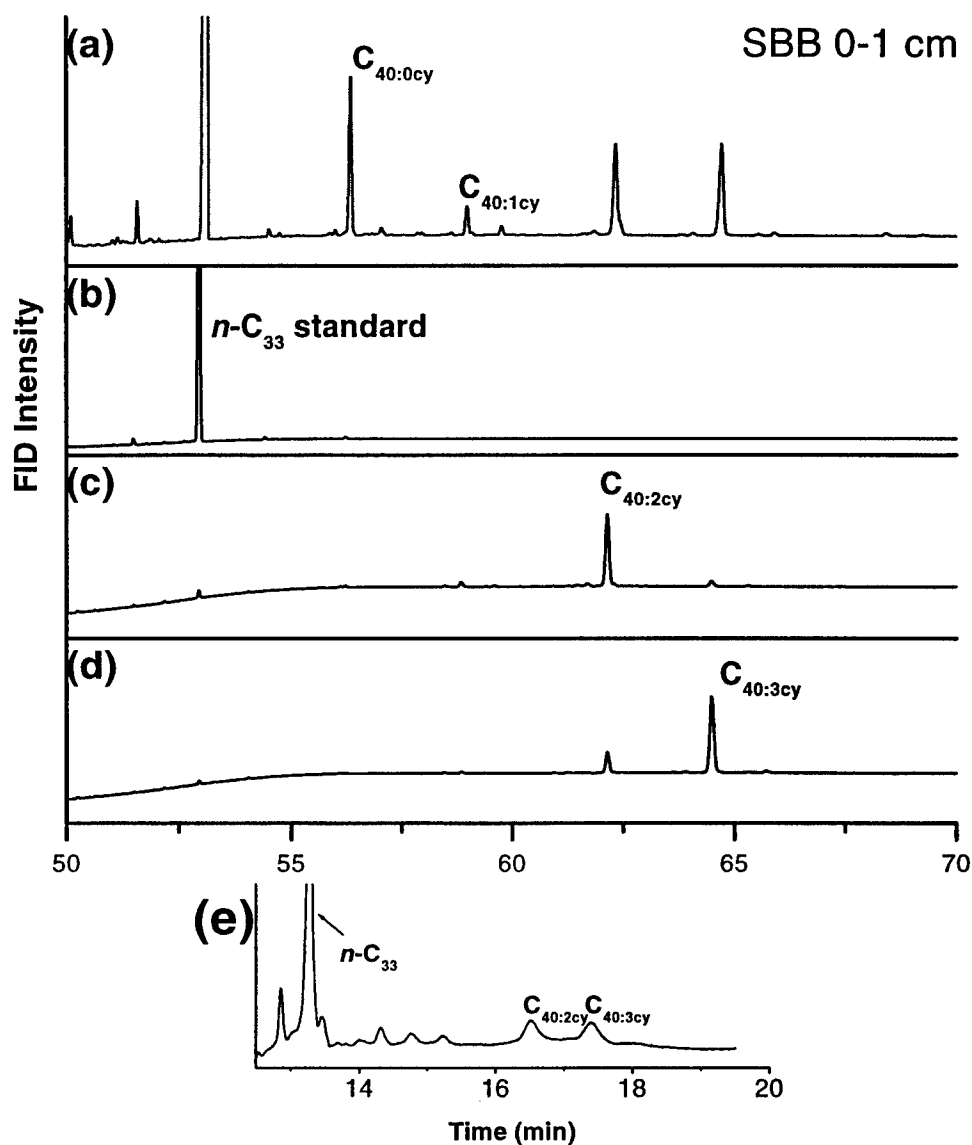 (a)
SBB 0-1 cm
C40:0cy
C40:1cy
(b)
n-C33 standard
FID Intensity
(c)
C40:2cy
(d)
C40:3cy
50 55 60 65 70
(e)
n-C33
C40:2cy C40:3cy
14 16 18 20
Time (min)